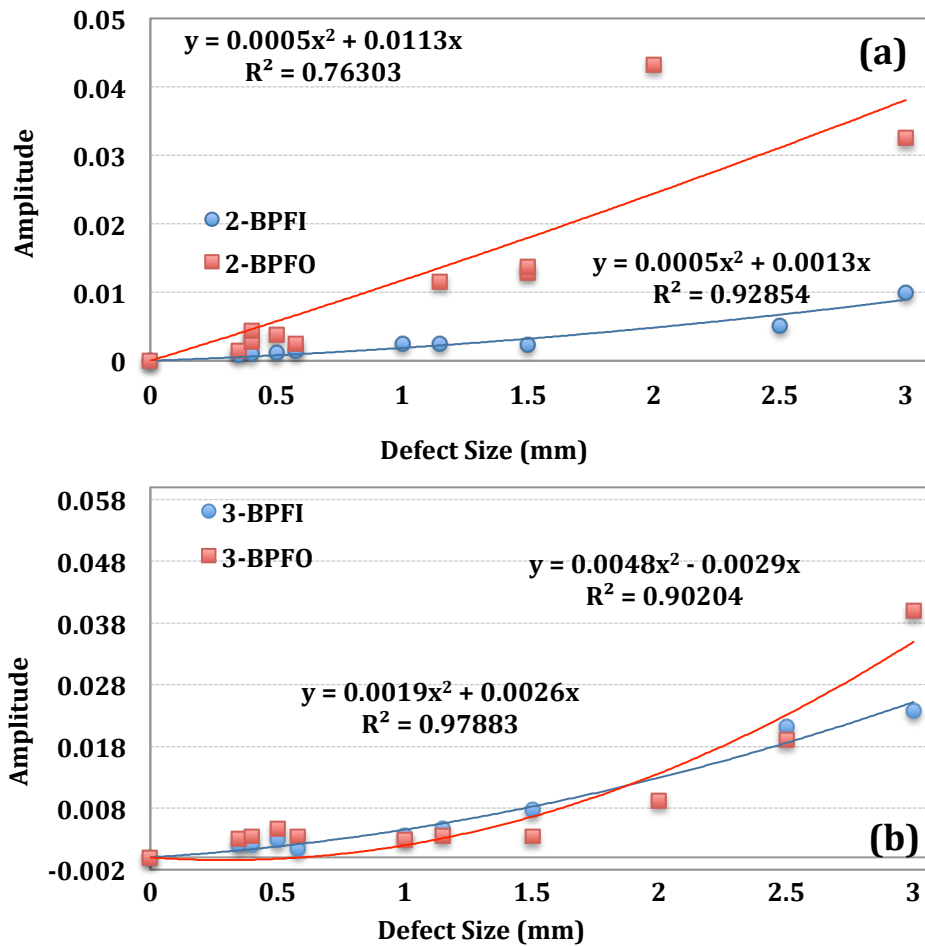 0.05
y = 0.0005x² + 0.0113x
R² = 0.76303
(a)
0.04
0.03
Amplitude
0.02
2-BPFI
2-BPFO
y = 0.0005x² + 0.0013x
R² = 0.92854
0.01
0
0 0.5 1 1.5 2 2.5 3
Defect Size (mm)
0.058
3-BPFI
3-BPFO
0.048
y = 0.0048x² - 0.0029x
R² = 0.90204
0.038
Amplitude
0.028
y = 0.0019x² + 0.0026x
R² = 0.97883
0.018
0.008
(b)
-0.002
0 0.5 1 1.5 2 2.5 3
Defect Size (mm)